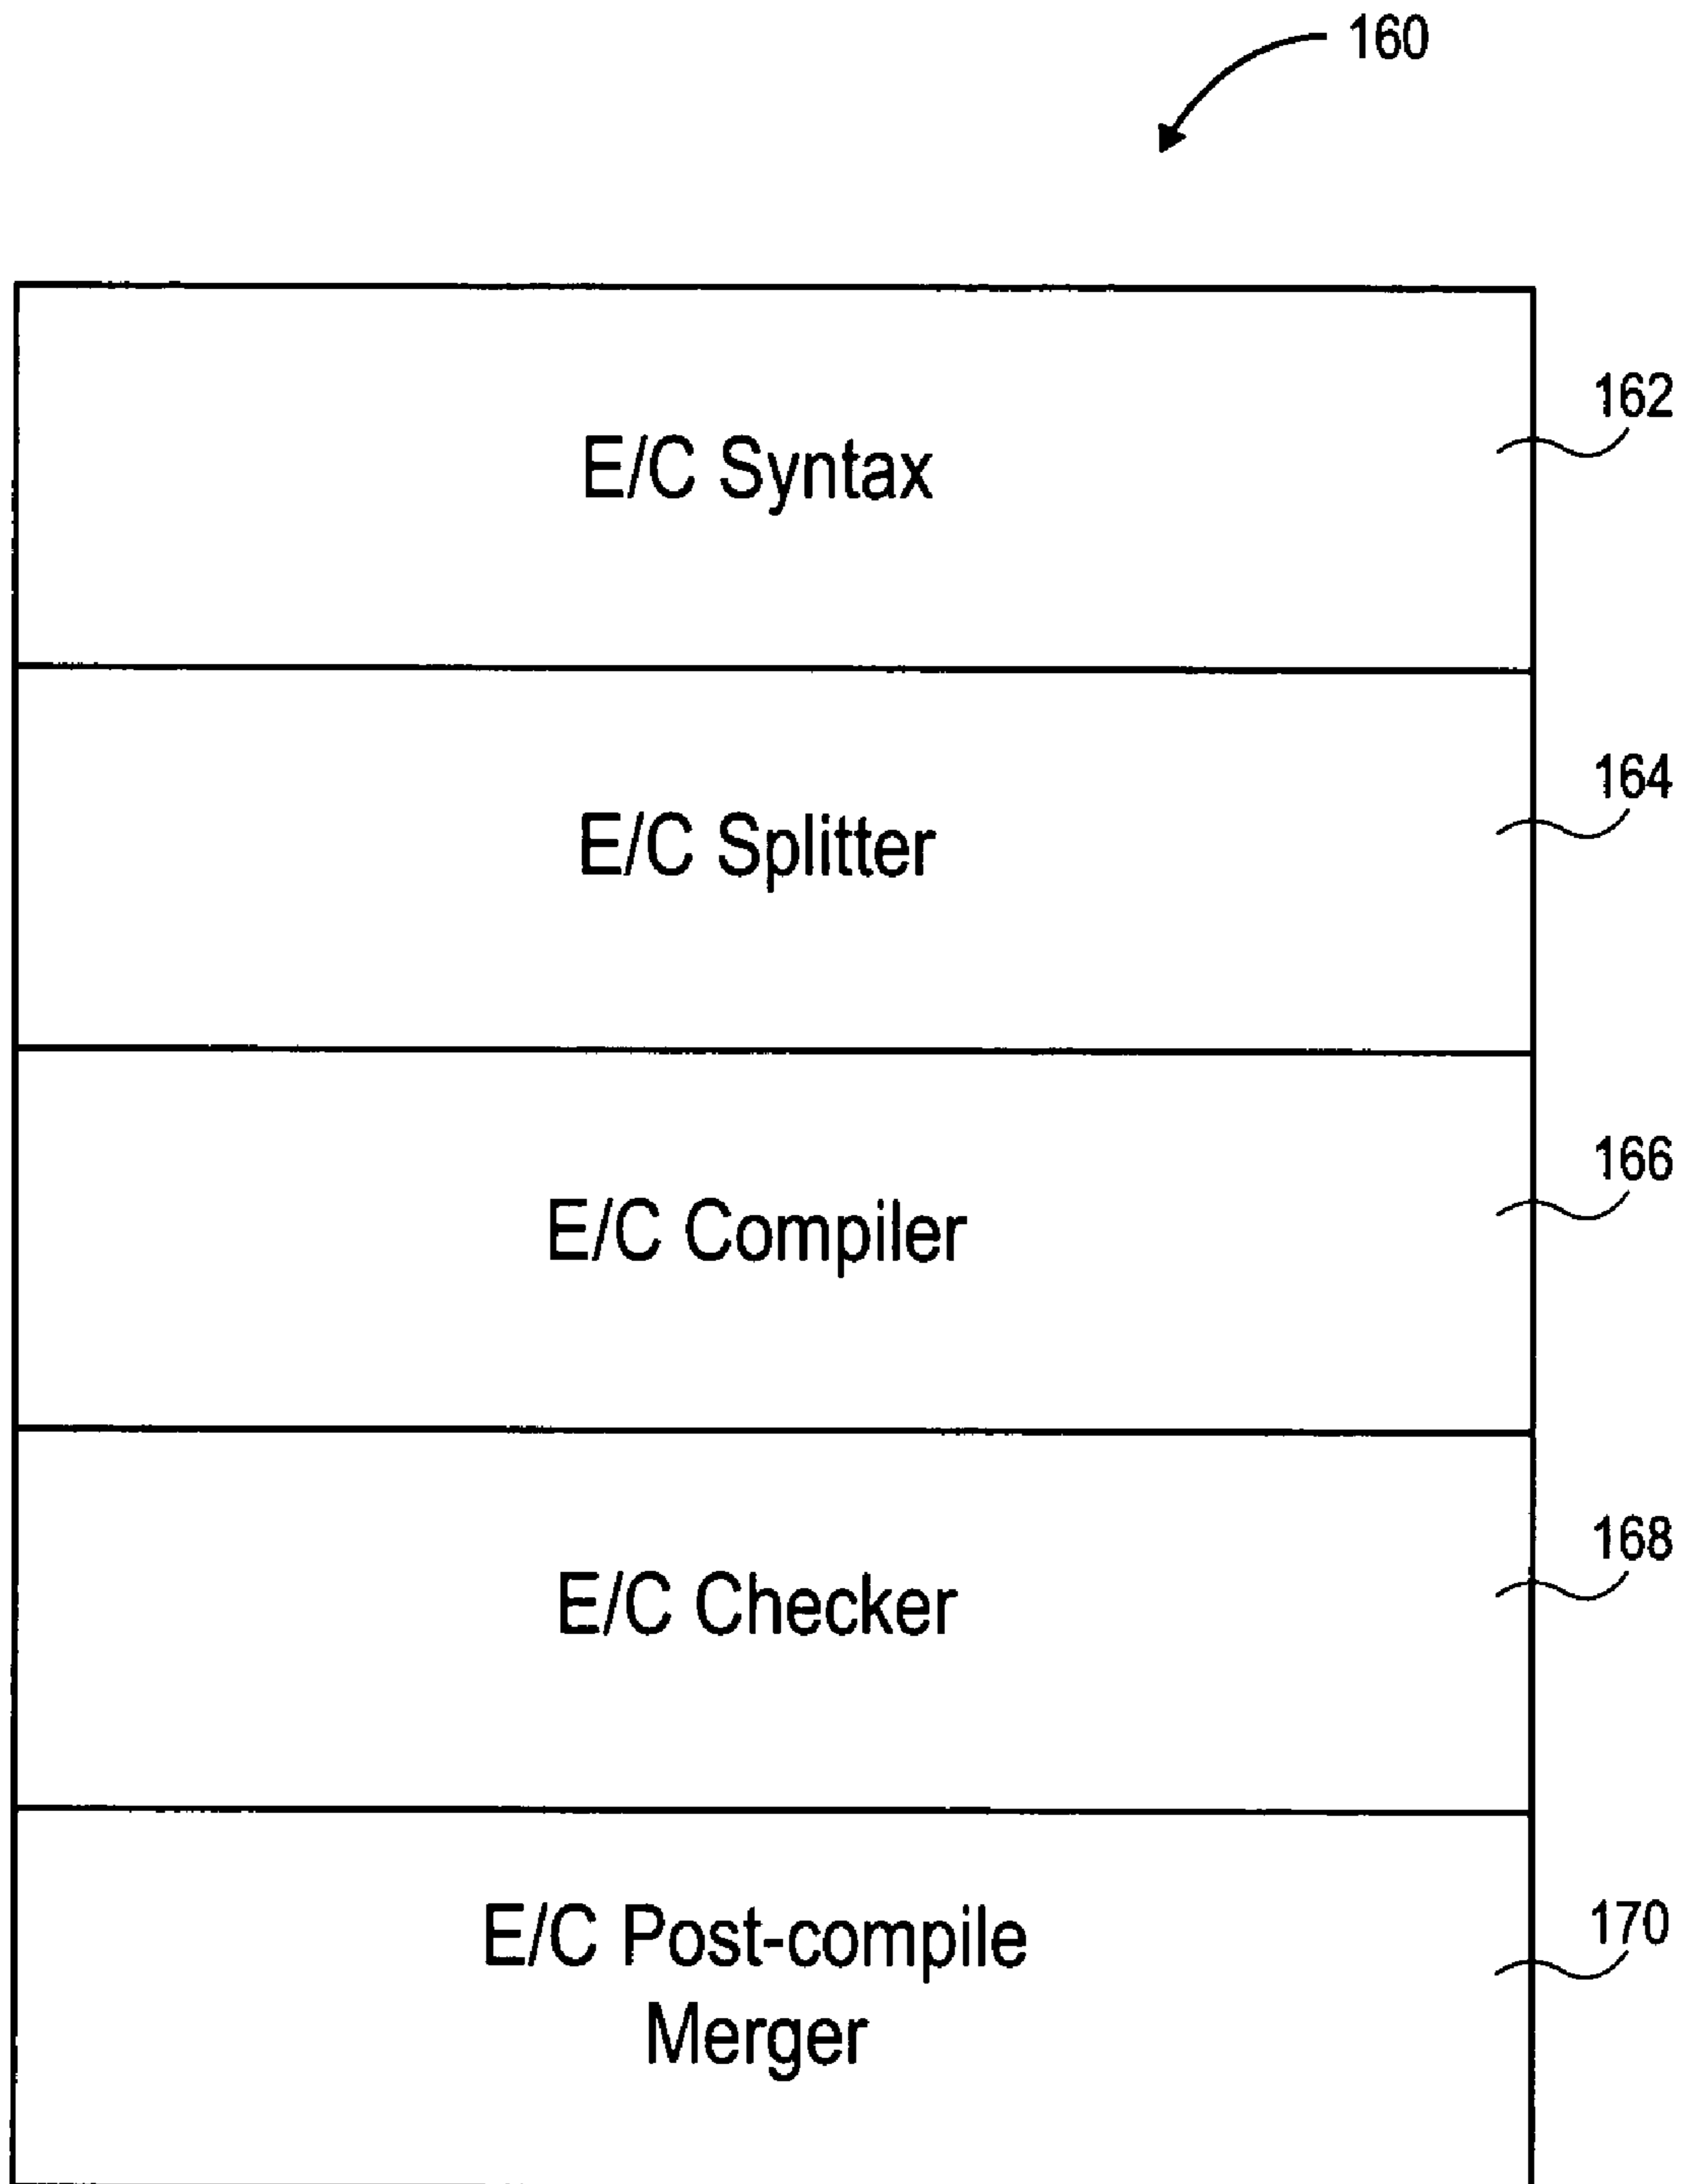 160
E/C Syntax
162
E/C Splitter
164
E/C Compiler
166
E/C Checker
168
E/C Post-compile
Merger
170